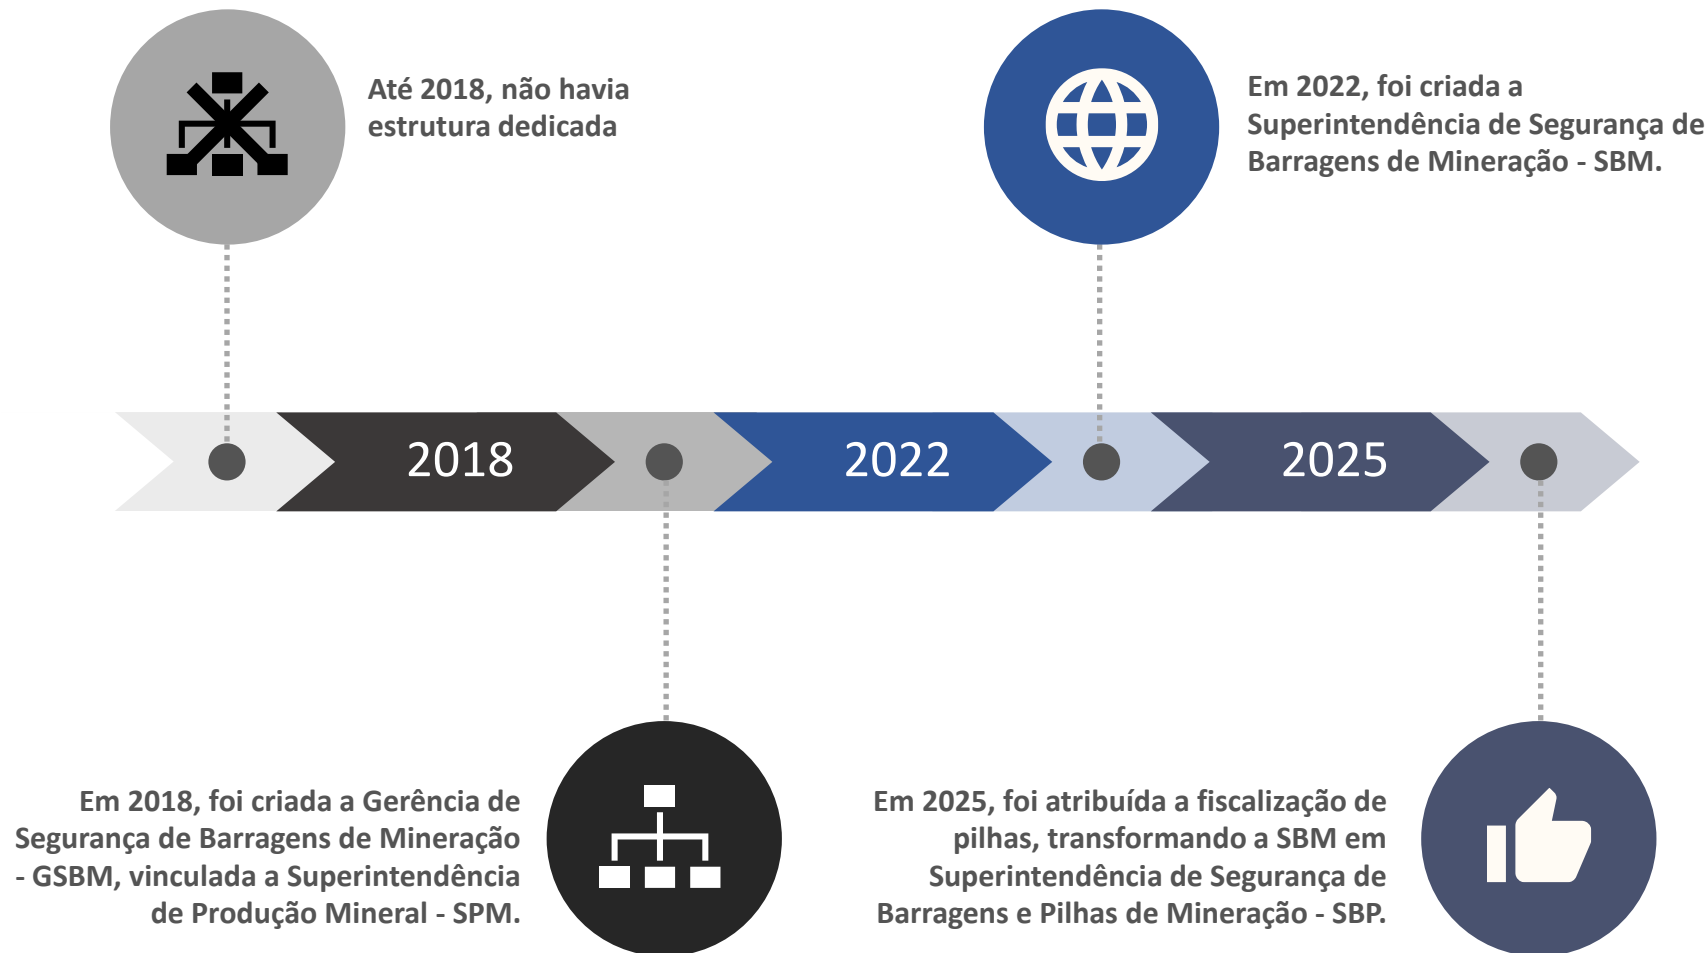 Até 2018, não havia
estrutura dedicada
Em 2022, foi criada a
Superintendência de Segurança de
Barragens de Mineração - SBM.
2018
2022
2025
Em 2018, foi criada a Gerência de
Segurança de Barragens de Mineração
- GSBM, vinculada a Superintendência
de Produção Mineral - SPM.
Em 2025, foi atribuída a fiscalização de
pilhas, transformando a SBM em
Superintendência de Segurança de
Barragens e Pilhas de Mineração - SBP.